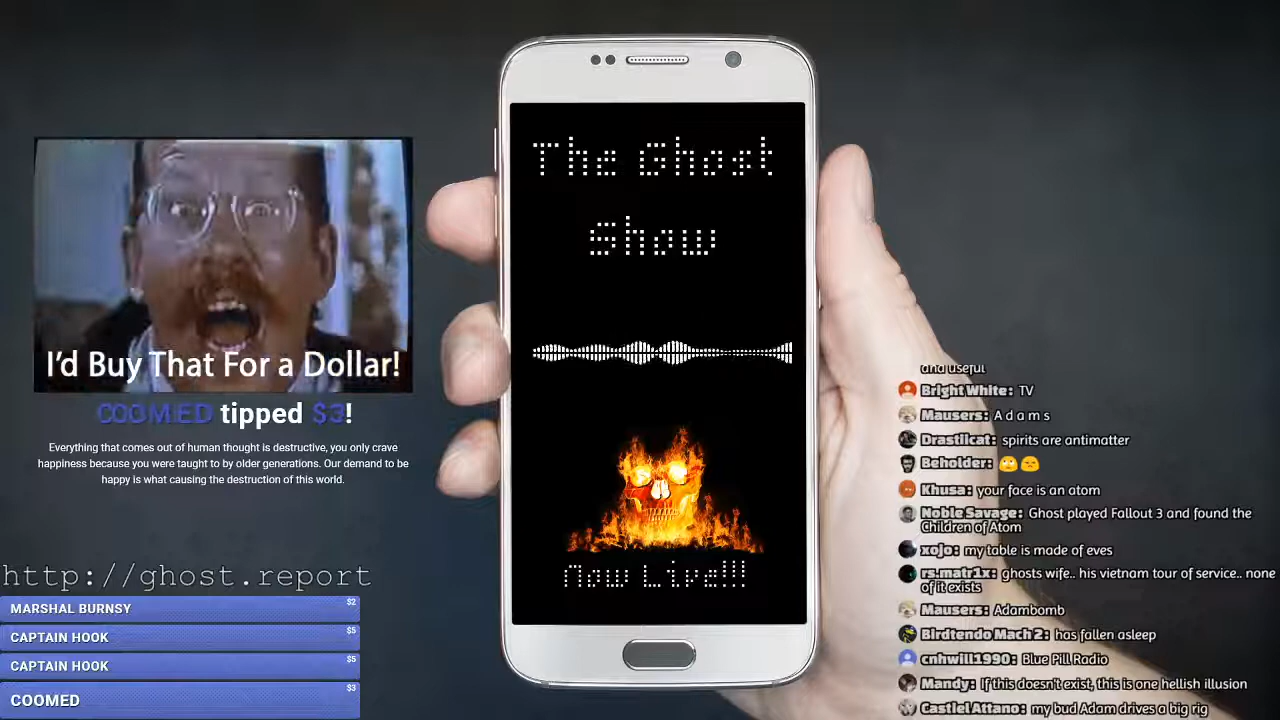 The Ghost
Show
Now Live!!!
I'd Buy That For a Dollar!
COOMED tipped $3!
Everything that comes out of human thought is destructive, you only crave
happiness because you were taught to by older generations. Our demand to be
happy is what causing the destruction of this world.
http://ghost.report
MARSHAL BURNSY $2
CAPTAIN HOOK $5
CAPTAIN HOOK $5
COOMED $3
and useful
Bright White: TV
Mausers: A d a m s
Drastilcat: spirits are antimatter
Beholder: 🙄 😔
Khusa: your face is an atom
Noble Savage: Ghost played Fallout 3 and found the
Children of Atom
xojo: my table is made of eves
rs.matr1x: ghosts wife.. his vietnam tour of service.. none
of it exists
Mausers: Adambomb
Birdtendo Mach 2: has fallen asleep
cnhwill1990: Blue Pill Radio
Mandy: If this doesn't exist, this is one hellish illusion
Castiel Attano: my bud Adam drives a big rig